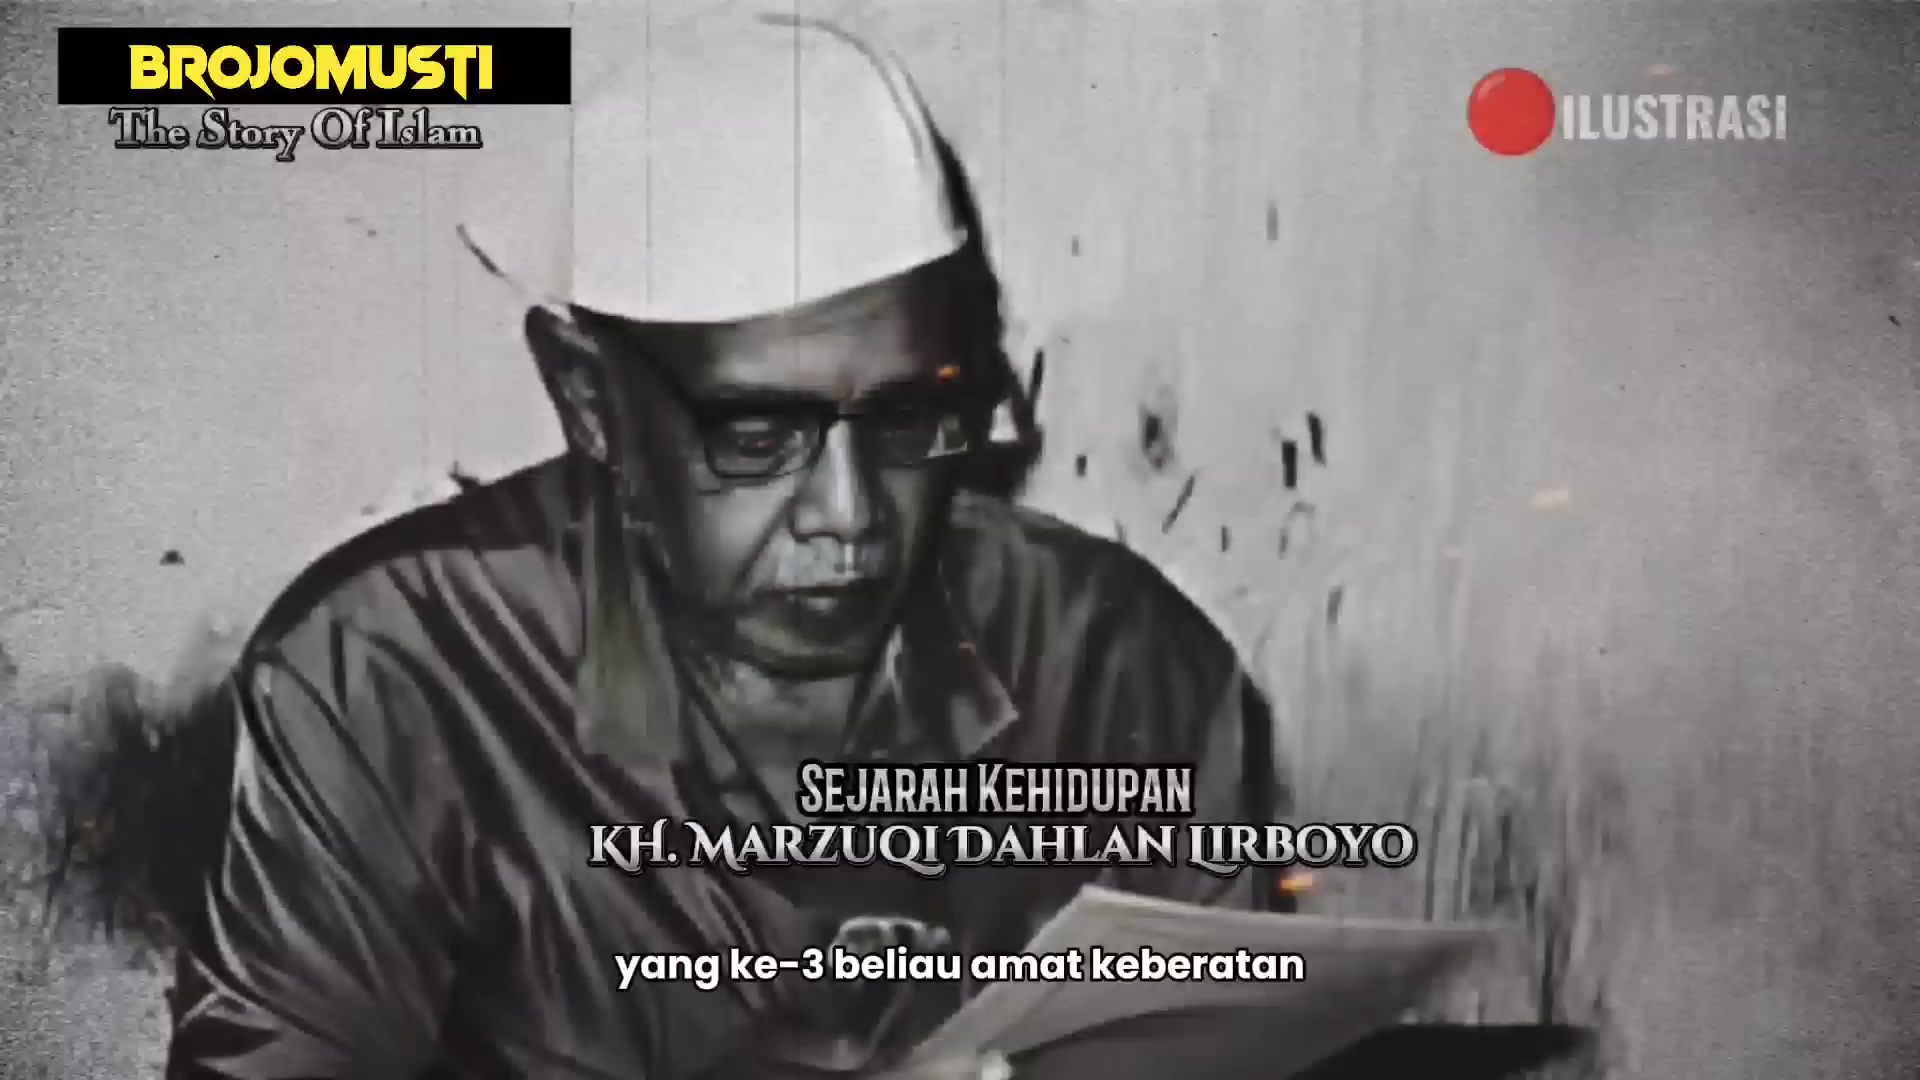 BROJOMUSTI
The Story Of Islam
ILUSTRASI
SEJARAH KEHIDUPAN
KH. MARZUQI DAHLAN LIRBOYO
yang ke-3 beliau amat keberatan